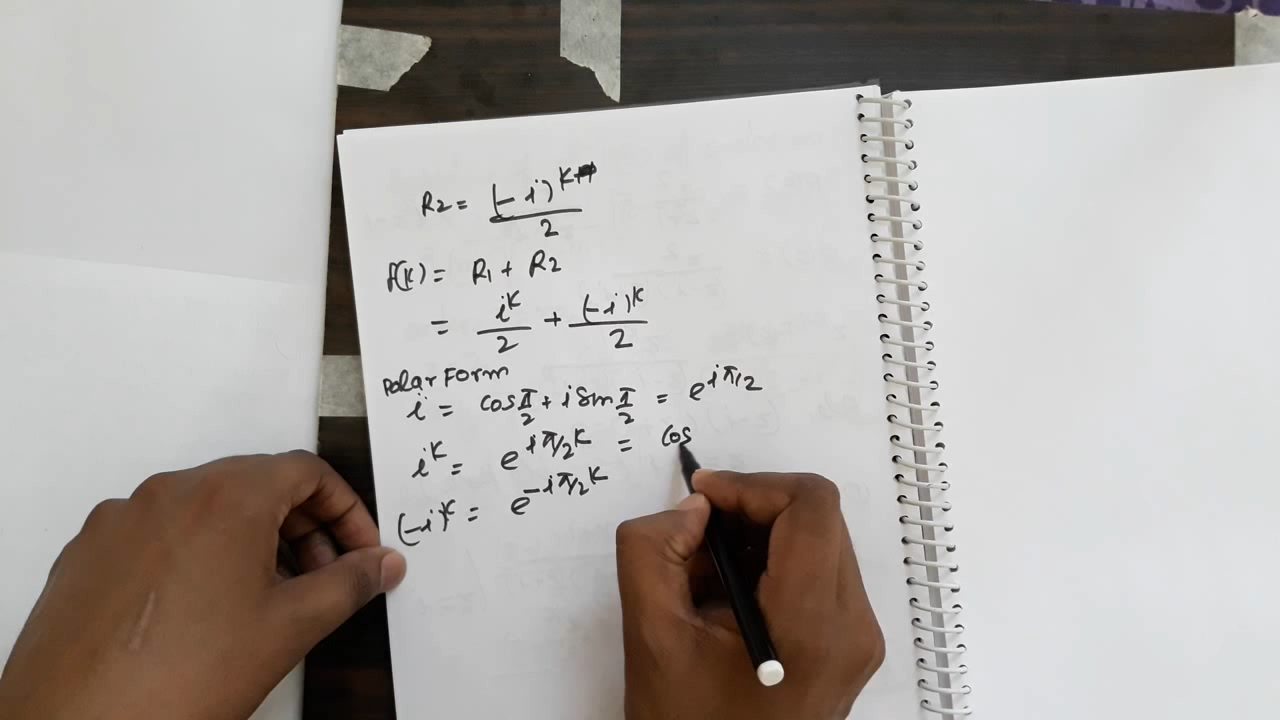 R2 = (-i)^K / 2
f(K) = R1 + R2
= i^K / 2 + (-i)^K / 2
Polar Form
i = cos π/2 + i Sin π/2 = e^iπ/2
i^K = e^iπ/2 K = cos
(-i)^K = e^-iπ/2 K